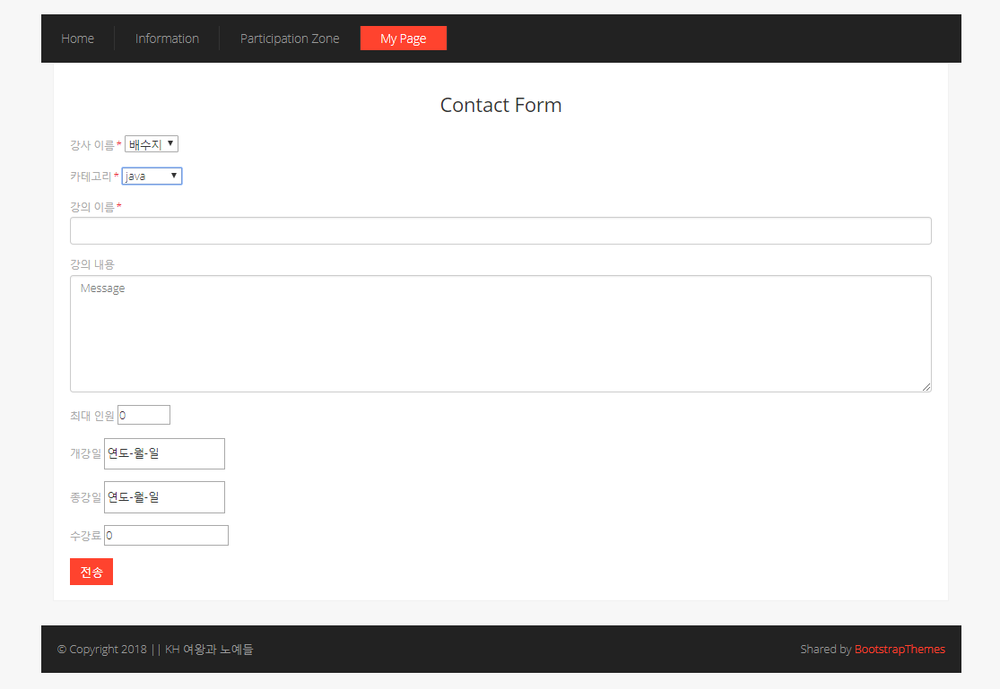 Home Information Participation Zone My Page
Contact Form
강사 이름* 배수지
카테고리* java
강의 이름*
강의 내용
Message
최대 인원 0
개강일 연도-월-일
종강일 연도-월-일
수강료 0
전송
© Copyright 2018 || KH 여왕과 노예들 Shared by BootstrapThemes